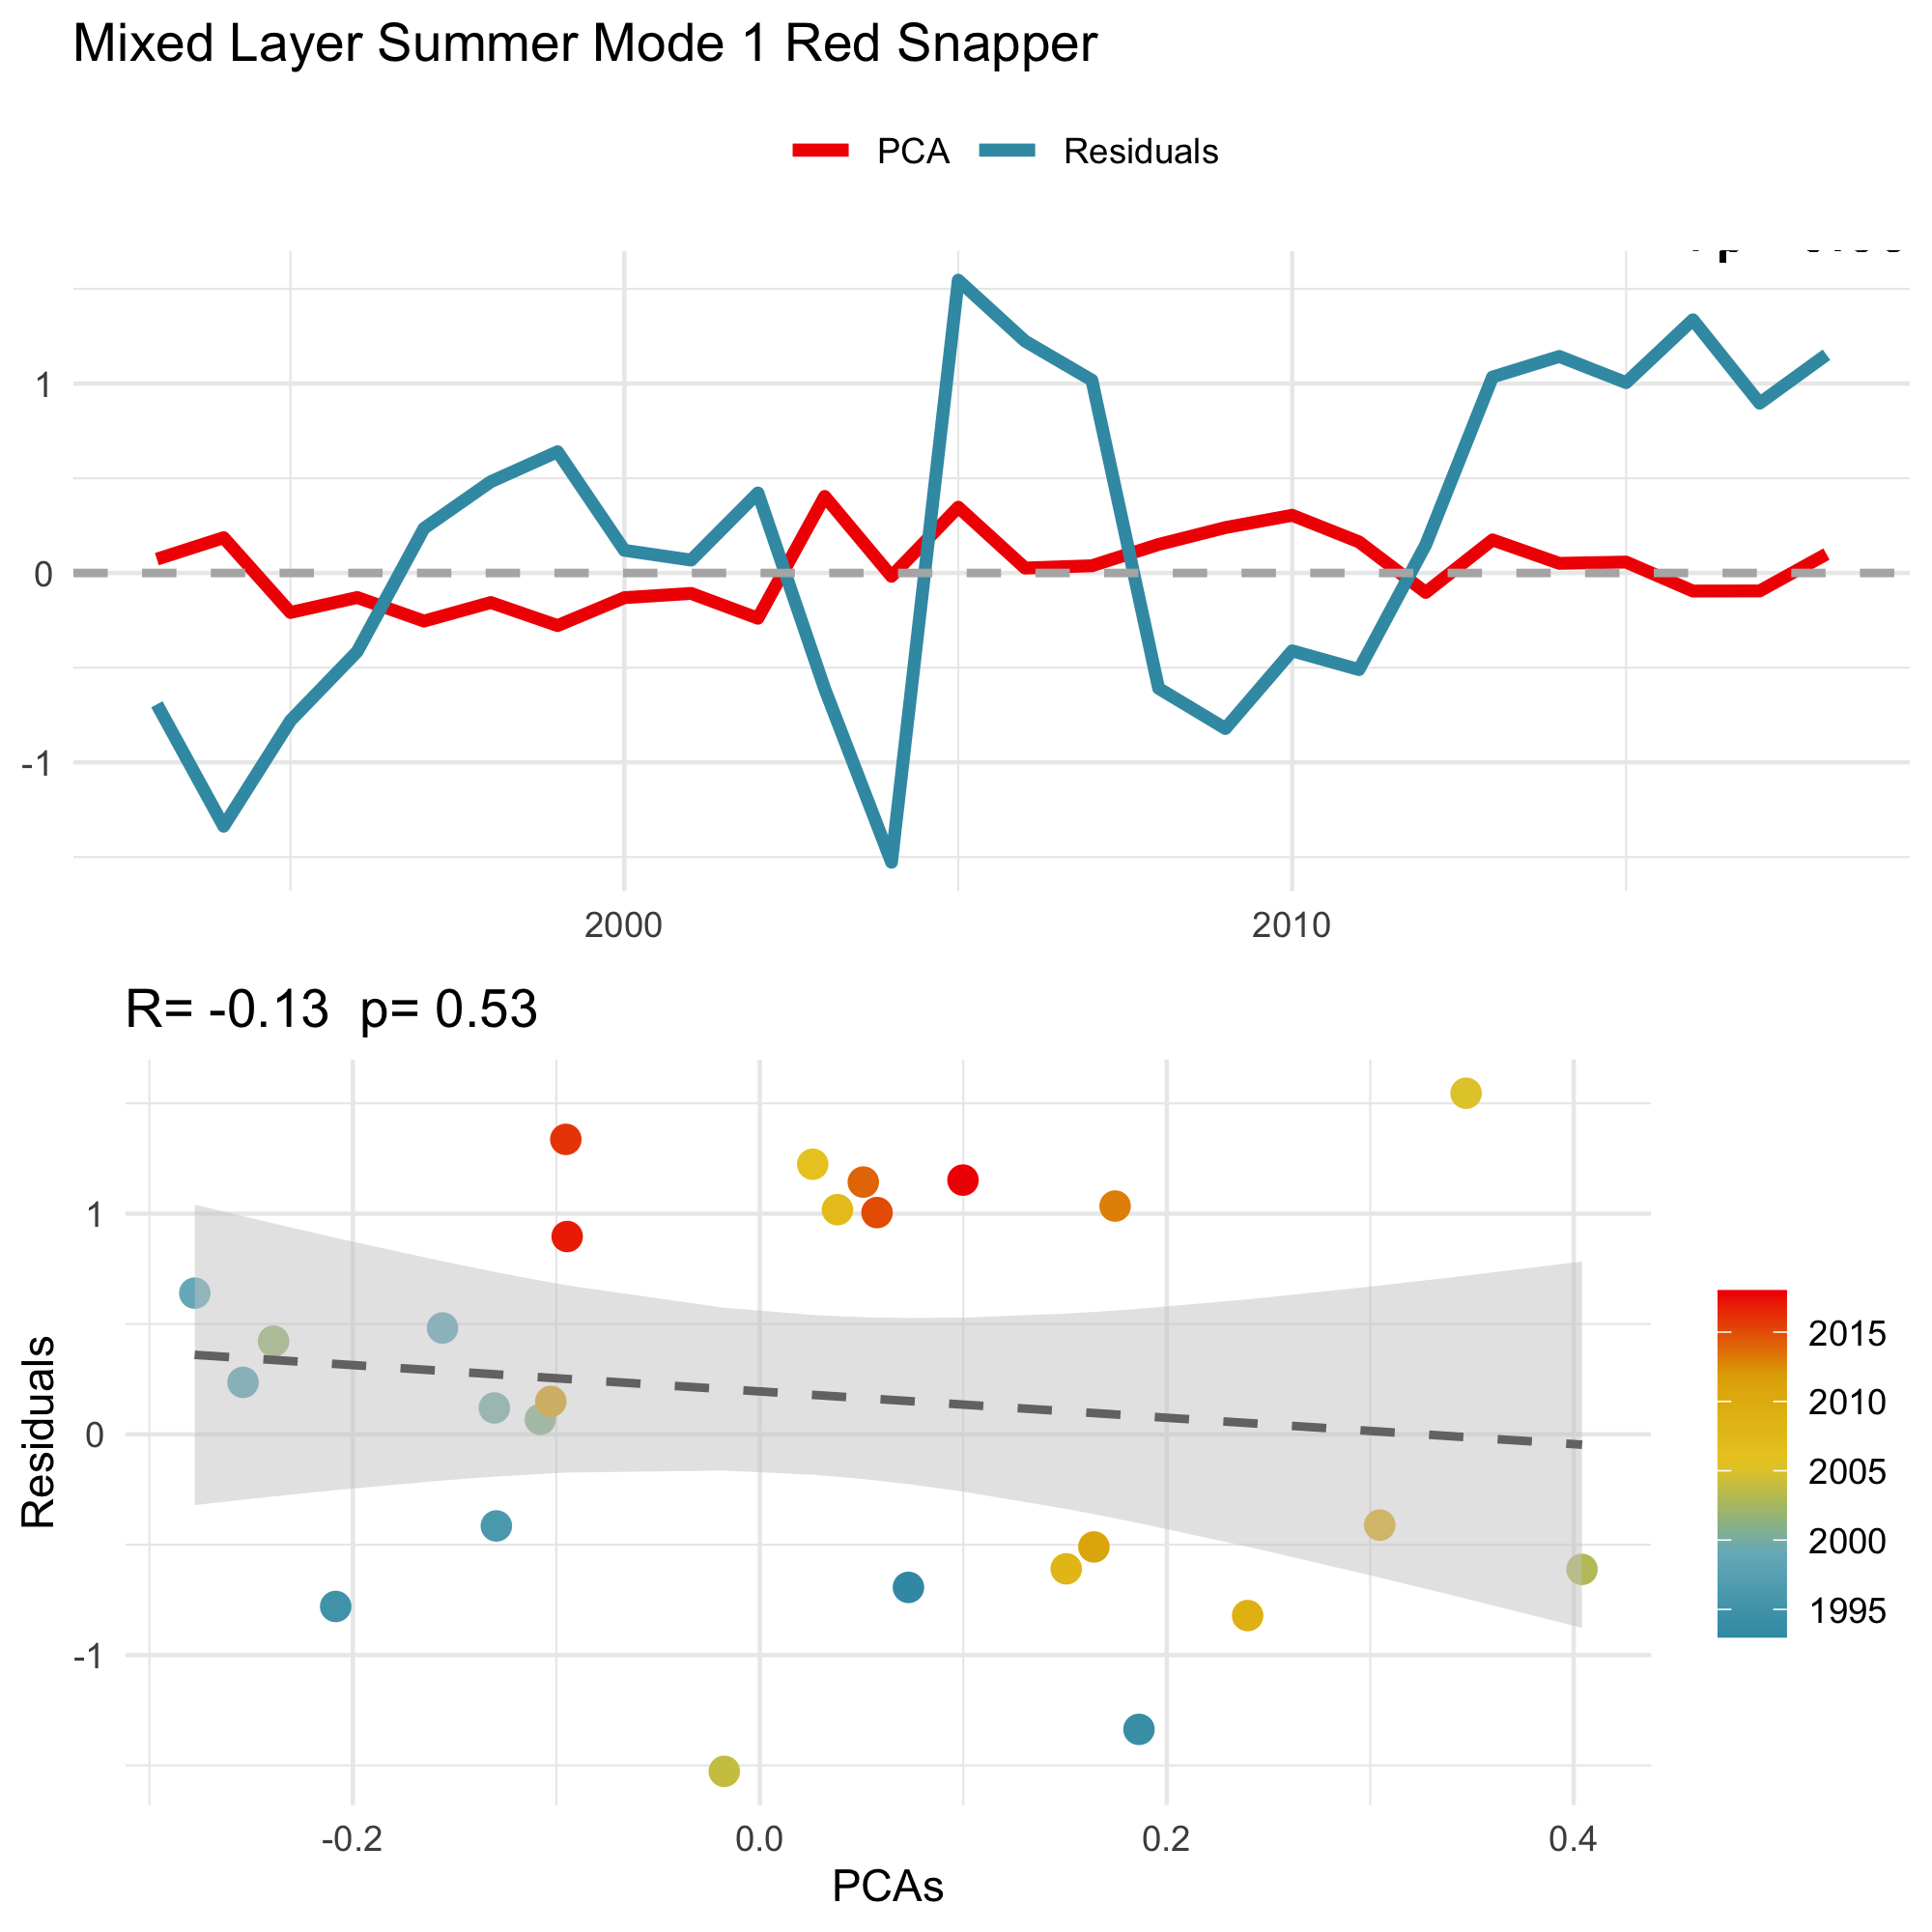 Mixed Layer Summer Mode 1 Red Snapper
PCA Residuals
1
0
-1
2000 2010
R= -0.13 p= 0.53
Residuals
1
0
-1
-0.2 0.0 0.2 0.4
PCAs
2015
2010
2005
2000
1995